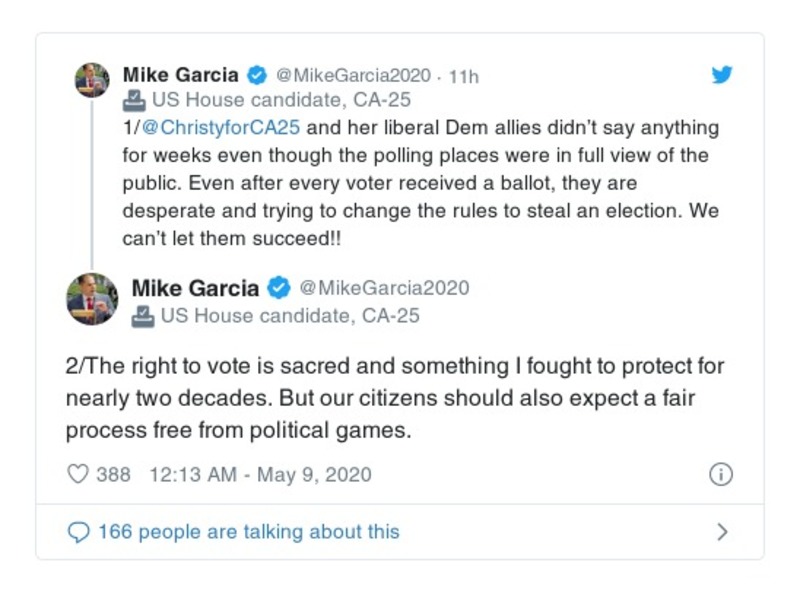 Mike Garcia @MikeGarcia2020 · 11h
US House candidate, CA-25
1/@ChristyforCA25 and her liberal Dem allies didn’t say anything
for weeks even though the polling places were in full view of the
public. Even after every voter received a ballot, they are
desperate and trying to change the rules to steal an election. We
can’t let them succeed!!
Mike Garcia @MikeGarcia2020
US House candidate, CA-25
2/The right to vote is sacred and something I fought to protect for
nearly two decades. But our citizens should also expect a fair
process free from political games.
388 12:13 AM - May 9, 2020
166 people are talking about this